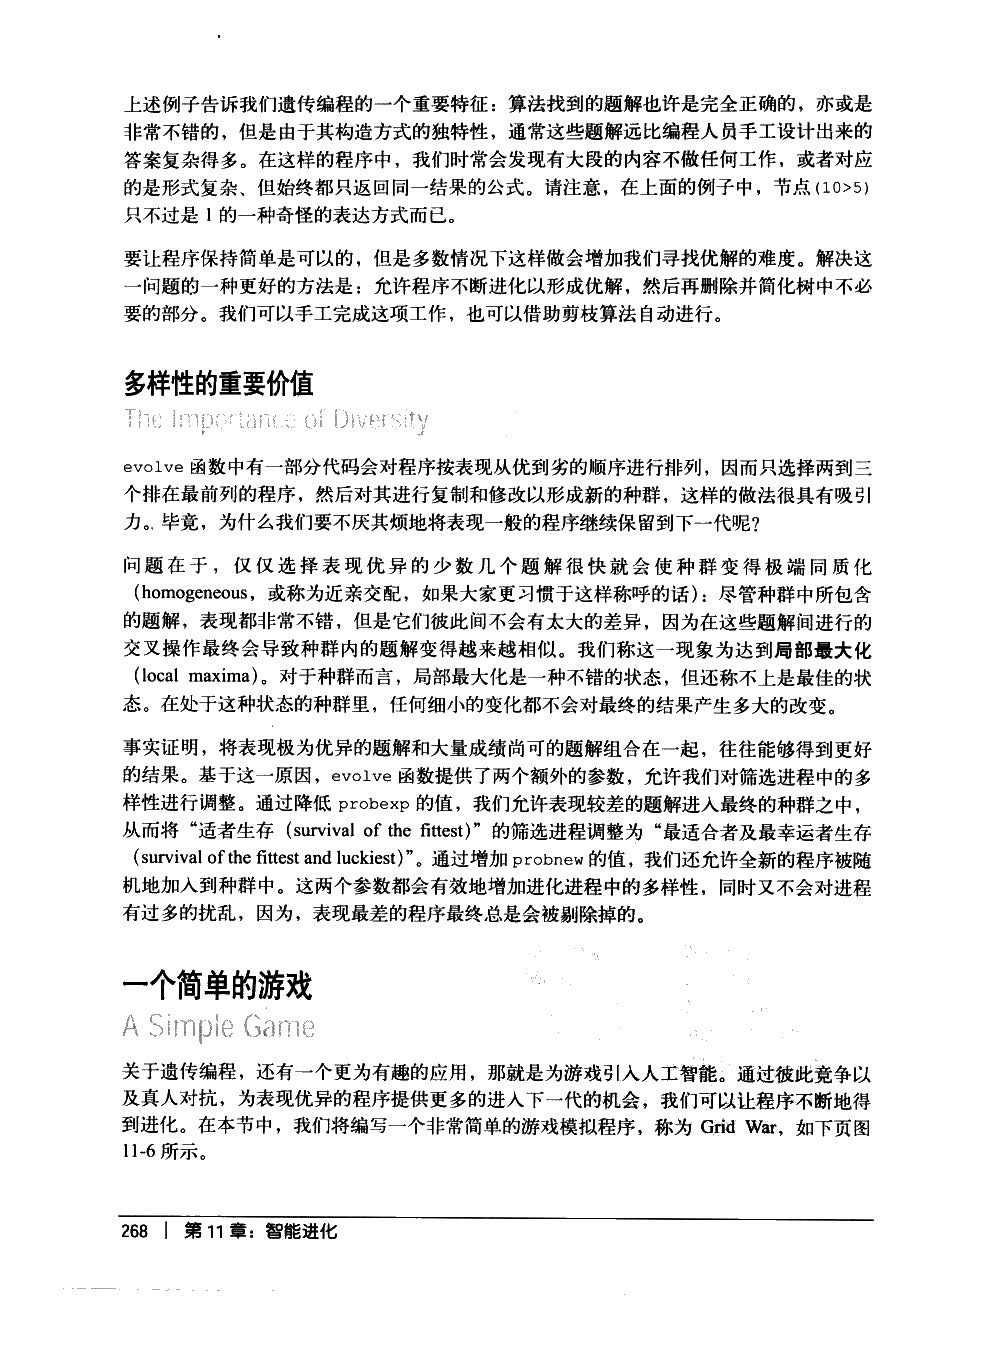 上述例子告诉我们遗传编程的一个重要特征：算法找到的题解也许是完全正确的，亦或是
非常不错的，但是由于其构造方式的独特性，通常这些题解远比编程人员手工设计出来的
答案复杂得多。在这样的程序中，我们时常会发现有大段的内容不做任何工作，或者对应
的是形式复杂、但始终都只返回同一结果的公式。请注意，在上面的例子中，节点(10>5)
只不过是 1 的一种奇怪的表达方式而已。
要让程序保持简单是可以的，但是多数情况下这样做会增加我们寻找优解的难度。解决这
一问题的一种更好的方法是：允许程序不断进化以形成优解，然后再删除并简化树中不必
要的部分。我们可以手工完成这项工作，也可以借助剪枝算法自动进行。
多样性的重要价值
The Importance of Diversity
evolve 函数中有一部分代码会对程序按表现从优到劣的顺序进行排列，因而只选择两到三
个排在最前列的程序，然后对其进行复制和修改以形成新的种群，这样的做法很具有吸引
力。毕竟，为什么我们要不厌其烦地将表现一般的程序继续保留到下一代呢？
问题在于，仅仅选择表现优异的少数几个题解很快就会使种群变得极端同质化
（homogeneous，或称为近亲交配，如果大家更习惯于这样称呼的话）：尽管种群中所包含
的题解，表现都非常不错，但是它们彼此间不会有太大的差异，因为在这些题解间进行的
交叉操作最终会导致种群内的题解变得越来越相似。我们称这一现象为达到局部最大化
（local maxima）。对于种群而言，局部最大化是一种不错的状态，但还称不上是最佳的状
态。在处于这种状态的种群里，任何细小的变化都不会对最终的结果产生多大的改变。
事实证明，将表现极为优异的题解和大量成绩尚可的题解组合在一起，往往能够得到更好
的结果。基于这一原因，evolve 函数提供了两个额外的参数，允许我们对筛选进程中的多
样性进行调整。通过降低 probexp 的值，我们允许表现较差的题解进入最终的种群之中，
从而将“适者生存（survival of the fittest）”的筛选进程调整为“最适合者及最幸运者生存
（survival of the fittest and luckiest）”。通过增加 probnew 的值，我们还允许全新的程序被随
机地加入到种群中。这两个参数都会有效地增加进化进程中的多样性，同时又不会对进程
有过多的扰乱，因为，表现最差的程序最终总是会被剔除掉的。
一个简单的游戏
A Simple Game
关于遗传编程，还有一个更为有趣的应用，那就是为游戏引入人工智能。通过彼此竞争以
及真人对抗，为表现优异的程序提供更多的进入下一代的机会，我们可以让程序不断地得
到进化。在本节中，我们将编写一个非常简单的游戏模拟程序，称为 Grid War，如下页图
11-6 所示。
268 | 第 11 章：智能进化